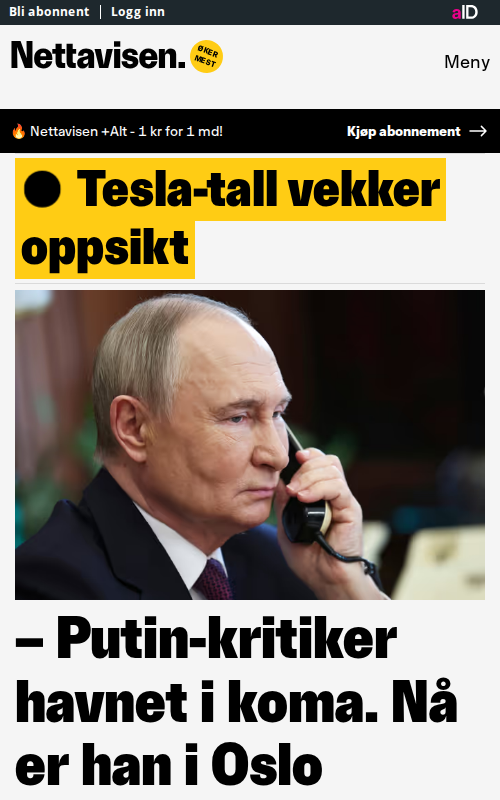 Bli abonnent | Logg inn
aID
Nettavisen.
ØKER
MEST
Meny
🔥 Nettavisen +Alt - 1 kr for 1 md!
Kjøp abonnement →
● Tesla-tall vekker
oppsikt
– Putin-kritiker
havnet i koma. Nå
er han i Oslo